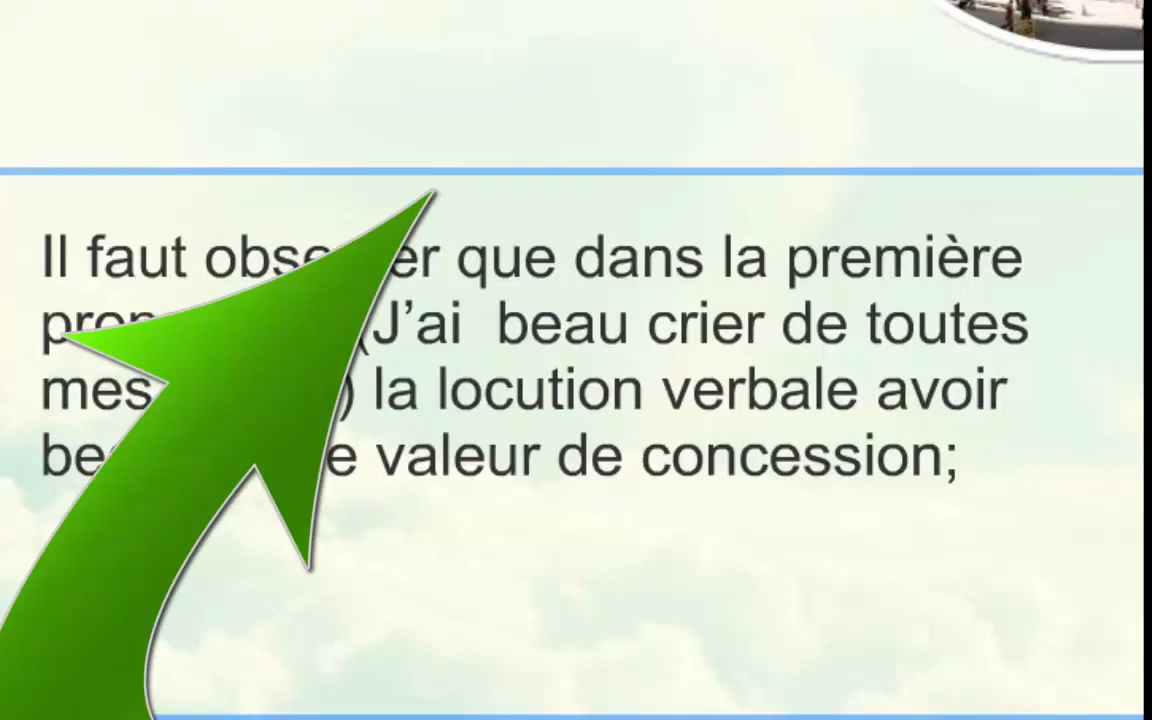 Il faut observer que dans la première
(J’ai beau crier de toutes
mes ) la locution verbale avoir
valeur de concession;